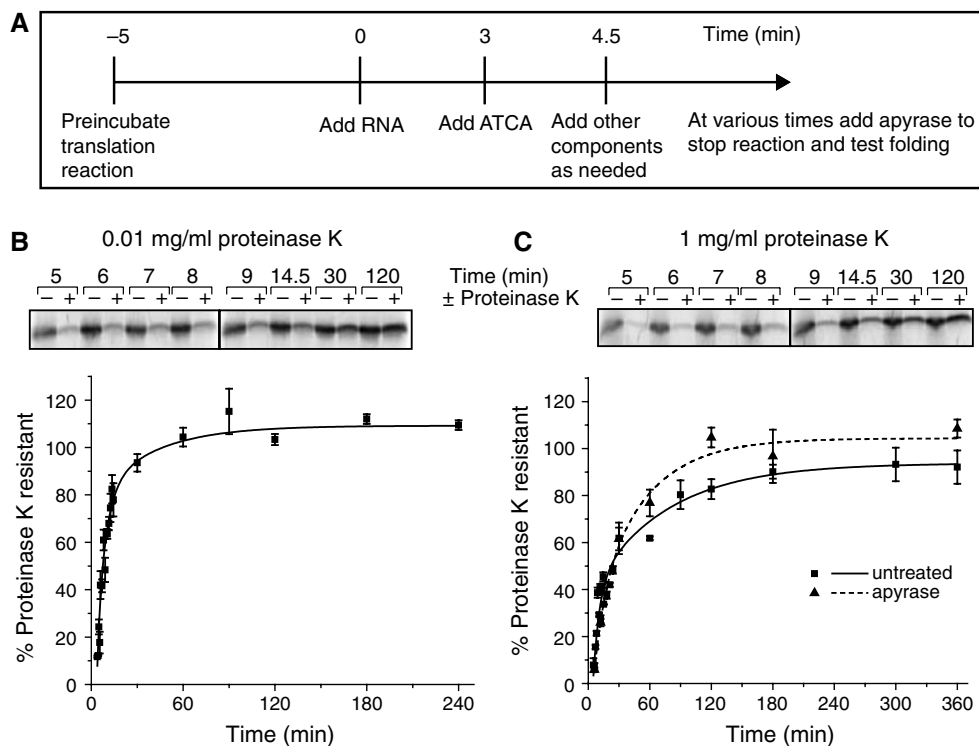 A
–5 0 3 4.5 Time (min)
Preincubate translation reaction
Add RNA
Add ATCA
Add other components as needed
At various times add apyrase to stop reaction and test folding
B
0.01 mg/ml proteinase K
5 6 7 8 9 14.5 30 120 Time (min)
– + – + – + – + – + – + – + – + ± Proteinase K
% Proteinase K resistant
120
100
80
60
40
20
0
0 60 120 180 240
Time (min)
C
1 mg/ml proteinase K
5 6 7 8 9 14.5 30 120
– + – + – + – + – + – + – + – +
% Proteinase K resistant
120
100
80
60
40
20
0
untreated
apyrase
0 60 120 180 240 300 360
Time (min)